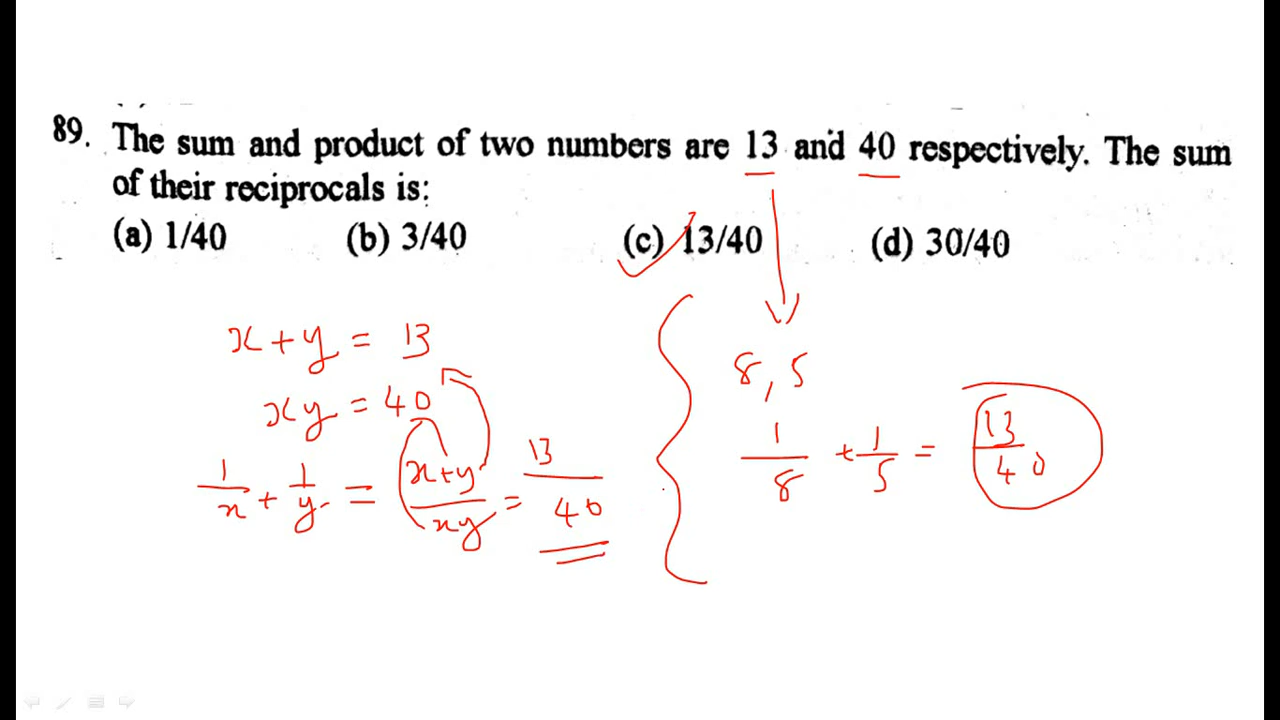 89. The sum and product of two numbers are 13 and 40 respectively. The sum
of their reciprocals is:
(a) 1/40 (b) 3/40 (c) 13/40 (d) 30/40
x + y = 13
xy = 40
1/x + 1/y = x+y/xy = 13/40
8, 5
1/8 + 1/5 = 13/40